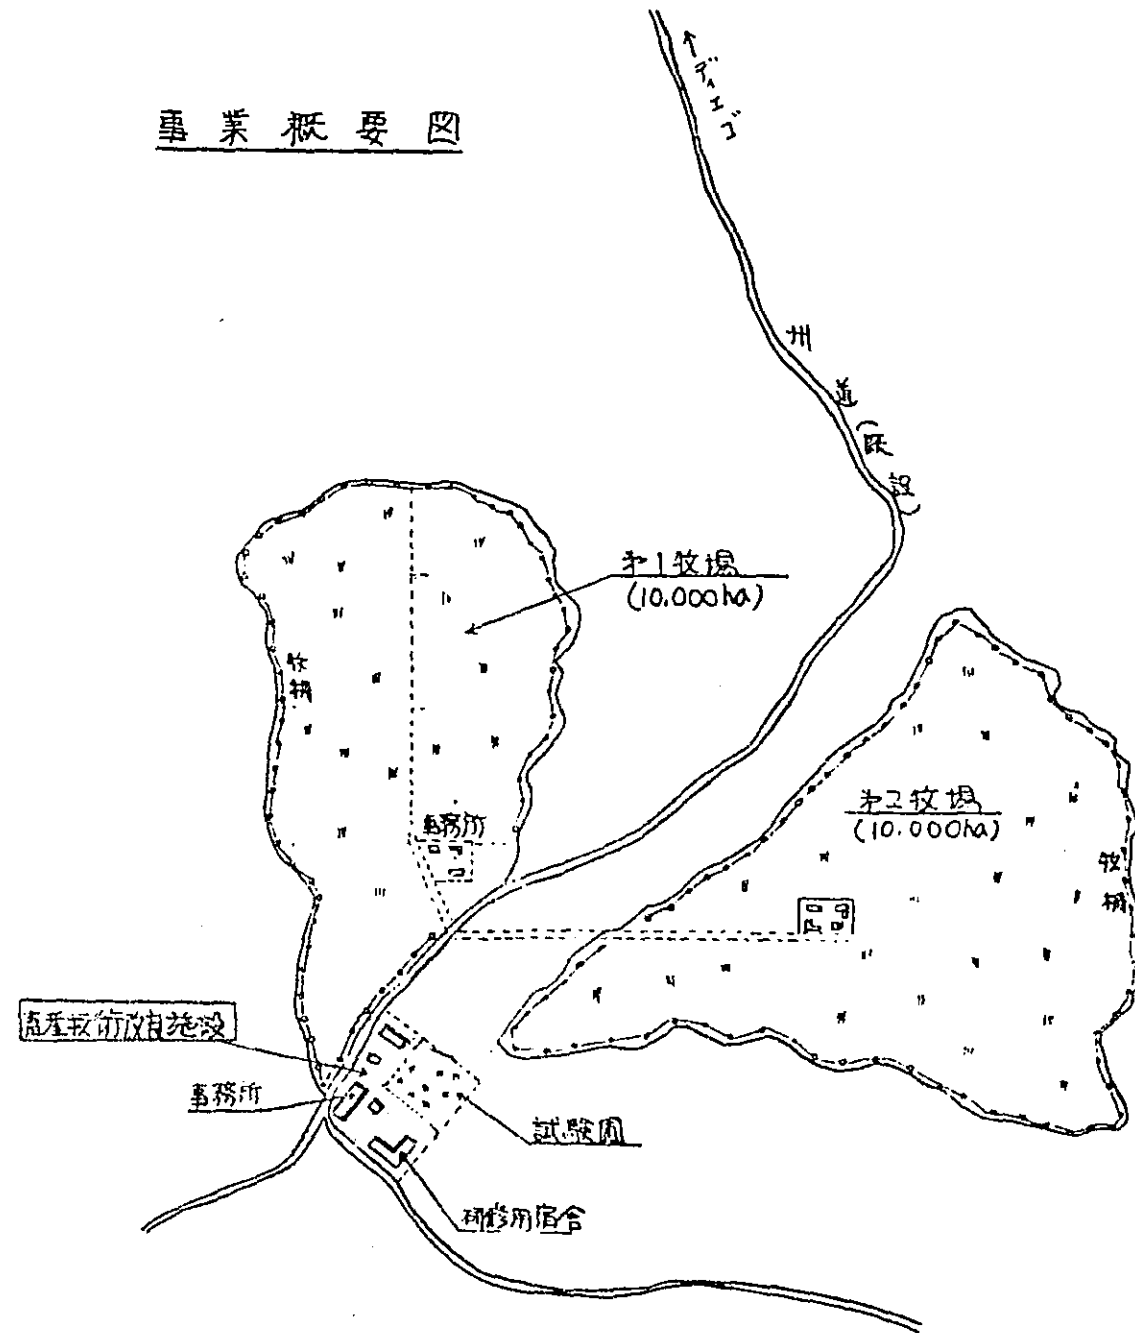 事業概要図
↑ディエゴ
州道(既設)
第1牧場
(10.000ha)
牧柵
事務所
第2牧場
(10.000ha)
牧柵
畜産技術改良施設
事務所
試験圃
研修用宿舎